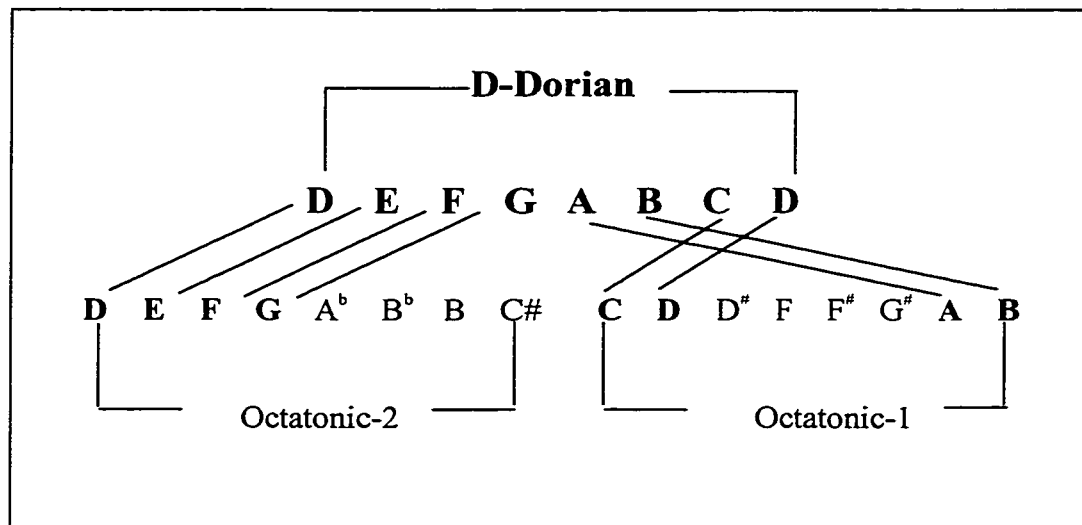 D-Dorian
D E F G A B C D
D E F G A♭ B♭ B C# C D D# F F# G# A B
Octatonic-2 Octatonic-1